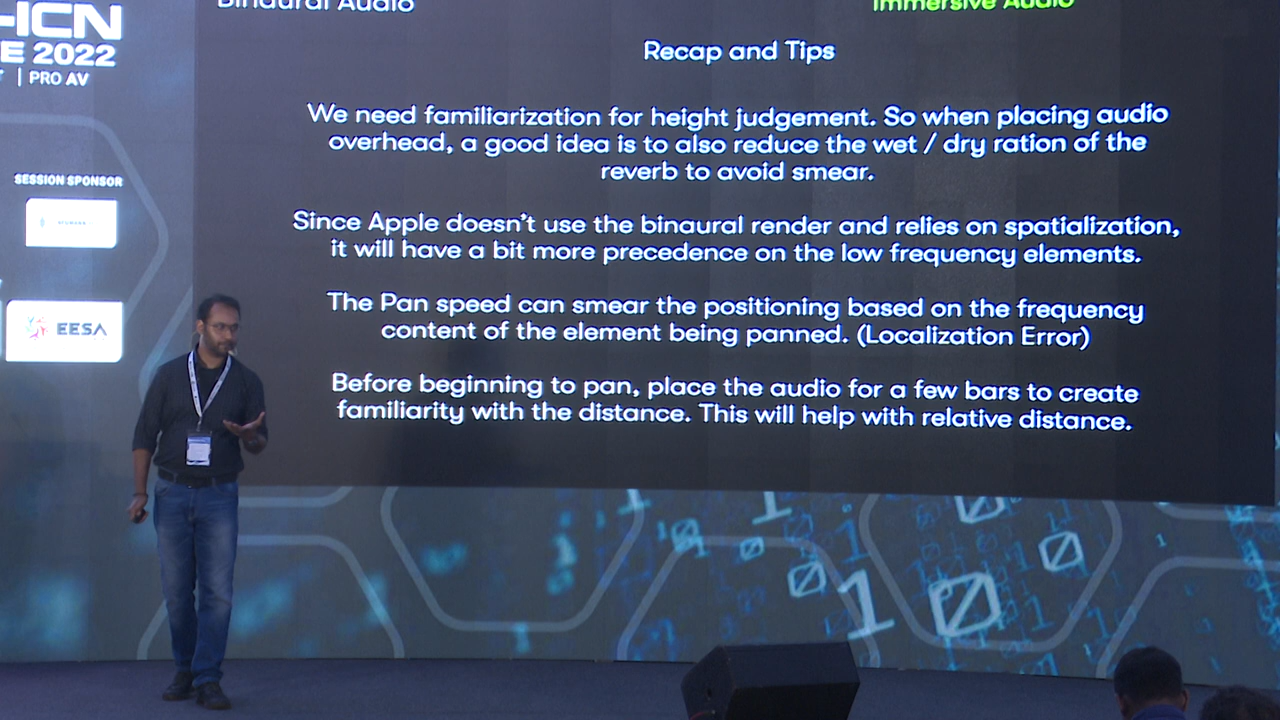 -ICN
E 2022
T | PRO AV
SESSION SPONSOR
EESA
Binaural Audio
Immersive Audio
Recap and Tips
We need familiarization for height judgement. So when placing audio
overhead, a good idea is to also reduce the wet / dry ration of the
reverb to avoid smear.
Since Apple doesn't use the binaural render and relies on spatialization,
it will have a bit more precedence on the low frequency elements.
The Pan speed can smear the positioning based on the frequency
content of the element being panned. (Localization Error)
Before beginning to pan, place the audio for a few bars to create
familiarity with the distance. This will help with relative distance.